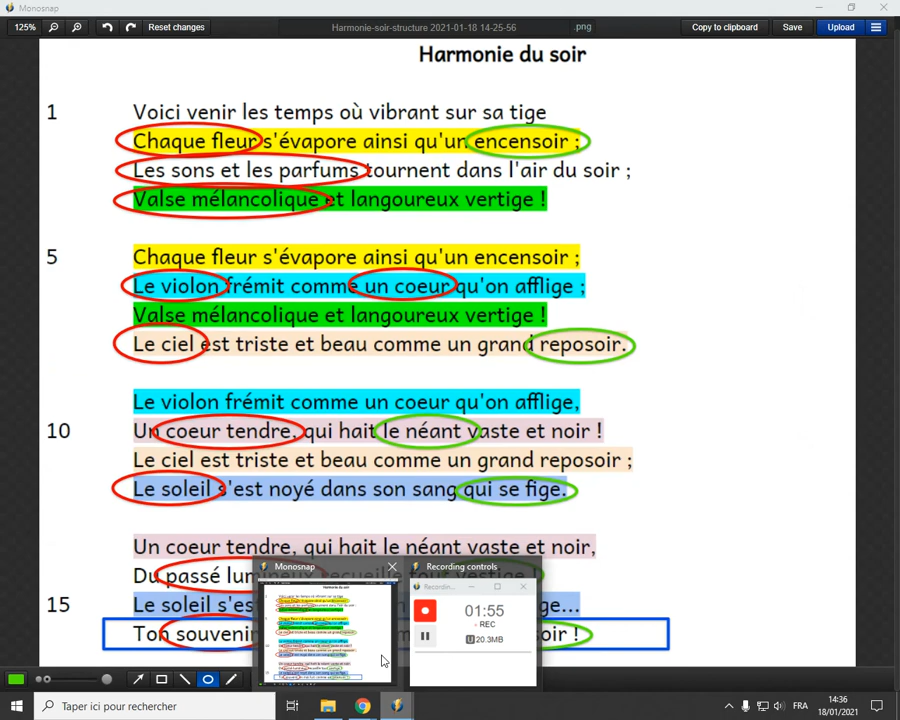 Monosnap
125%
Reset changes
Harmonie-soir-structure 2021-01-18 14-25-56
.png
Copy to clipboard
Save
Upload
Harmonie du soir
1
Voici venir les temps où vibrant sur sa tige
Chaque fleur s'évapore ainsi qu'un encensoir ;
Les sons et les parfums tournent dans l'air du soir ;
Valse mélancolique et langoureux vertige !
5
Chaque fleur s'évapore ainsi qu'un encensoir ;
Le violon frémit comme un coeur qu'on afflige ;
Valse mélancolique et langoureux vertige !
Le ciel est triste et beau comme un grand reposoir.
Le violon frémit comme un coeur qu'on afflige,
10
Un coeur tendre, qui hait le néant vaste et noir !
Le ciel est triste et beau comme un grand reposoir ;
Le soleil s'est noyé dans son sang qui se fige.
Un coeur tendre, qui hait le néant vaste et noir,
Du passé lumineux recueille tout vestige !
15
Le soleil s'es ge...
Ton souvenir oir !
Monosnap
Recording controls
Recordin...
01:55
REC
20.3MB
Taper ici pour rechercher
FRA
14:36
18/01/2021